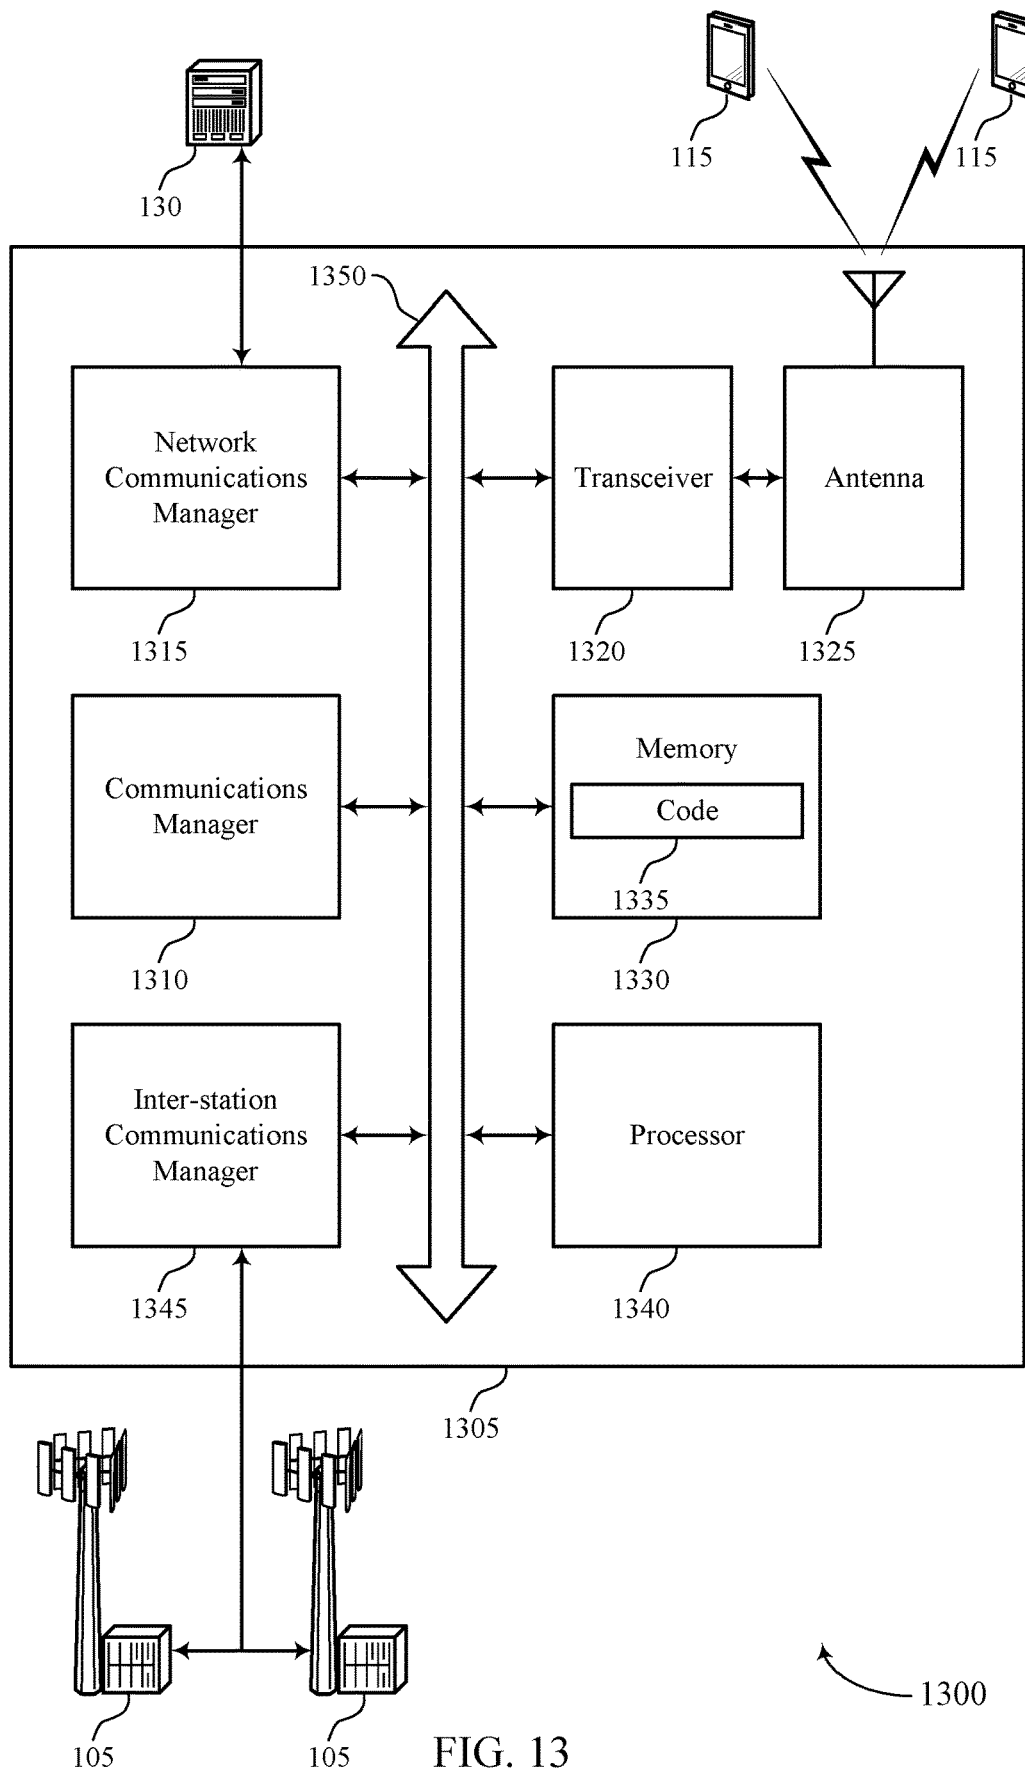 115
115
130
1350
Network
Communications
Manager
Transceiver
Antenna
1315
1320
1325
Communications
Manager
Memory
Code
1335
1310
1330
Inter-station
Communications
Manager
Processor
1345
1340
1305
1300
105
105
FIG. 13